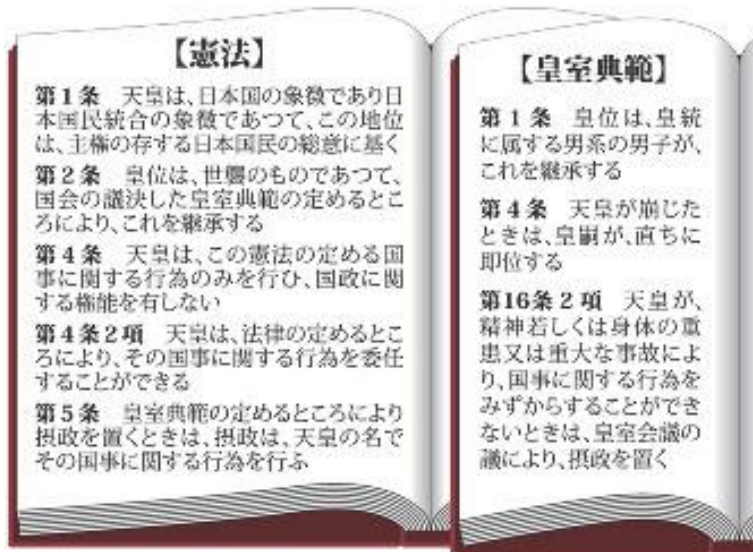 【憲法】
第1条　天皇は、日本国の象徴であり日
本国民統合の象徴であつて、この地位
は、主権の存する日本国民の総意に基く
第2条　皇位は、世襲のものであつて、
国会の議決した皇室典範の定めるとこ
ろにより、これを継承する
第4条　天皇は、この憲法の定める国
事に関する行為のみを行ひ、国政に関
する権能を有しない
第4条2項　天皇は、法律の定めるとこ
ろにより、その国事に関する行為を委任
することができる
第5条　皇室典範の定めるところにより
摂政を置くときは、摂政は、天皇の名で
その国事に関する行為を行ふ
【皇室典範】
第1条　皇位は、皇統
に属する男系の男子が、
これを継承する
第4条　天皇が崩じた
ときは、皇嗣が、直ちに
即位する
第16条2項　天皇が、
精神若しくは身体の重
患又は重大な事故によ
り、国事に関する行為を
みずからすることができ
ないときは、皇室会議の
議により、摂政を置く